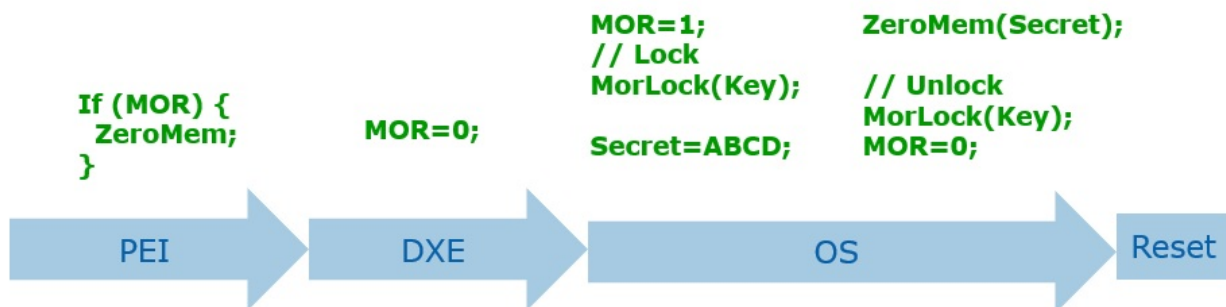 If (MOR) {
ZeroMem;
}
MOR=0;
MOR=1;
// Lock
MorLock(Key);
Secret=ABCD;
ZeroMem(Secret);
// Unlock
MorLock(Key);
MOR=0;
PEI
DXE
OS
Reset